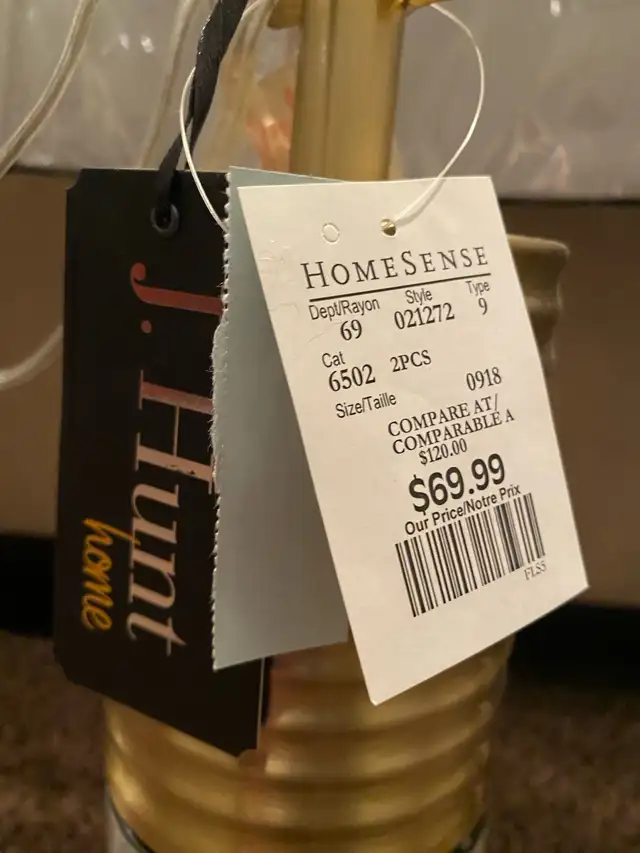 J. Hunt
home
HOMESENSE
Dept/Rayon Style Type
69 021272 9
Cat
6502 2PCS
Size/Taille 0918
COMPARE AT/
COMPARABLE A
$120.00
$69.99
Our Price/Notre Prix
FLS5